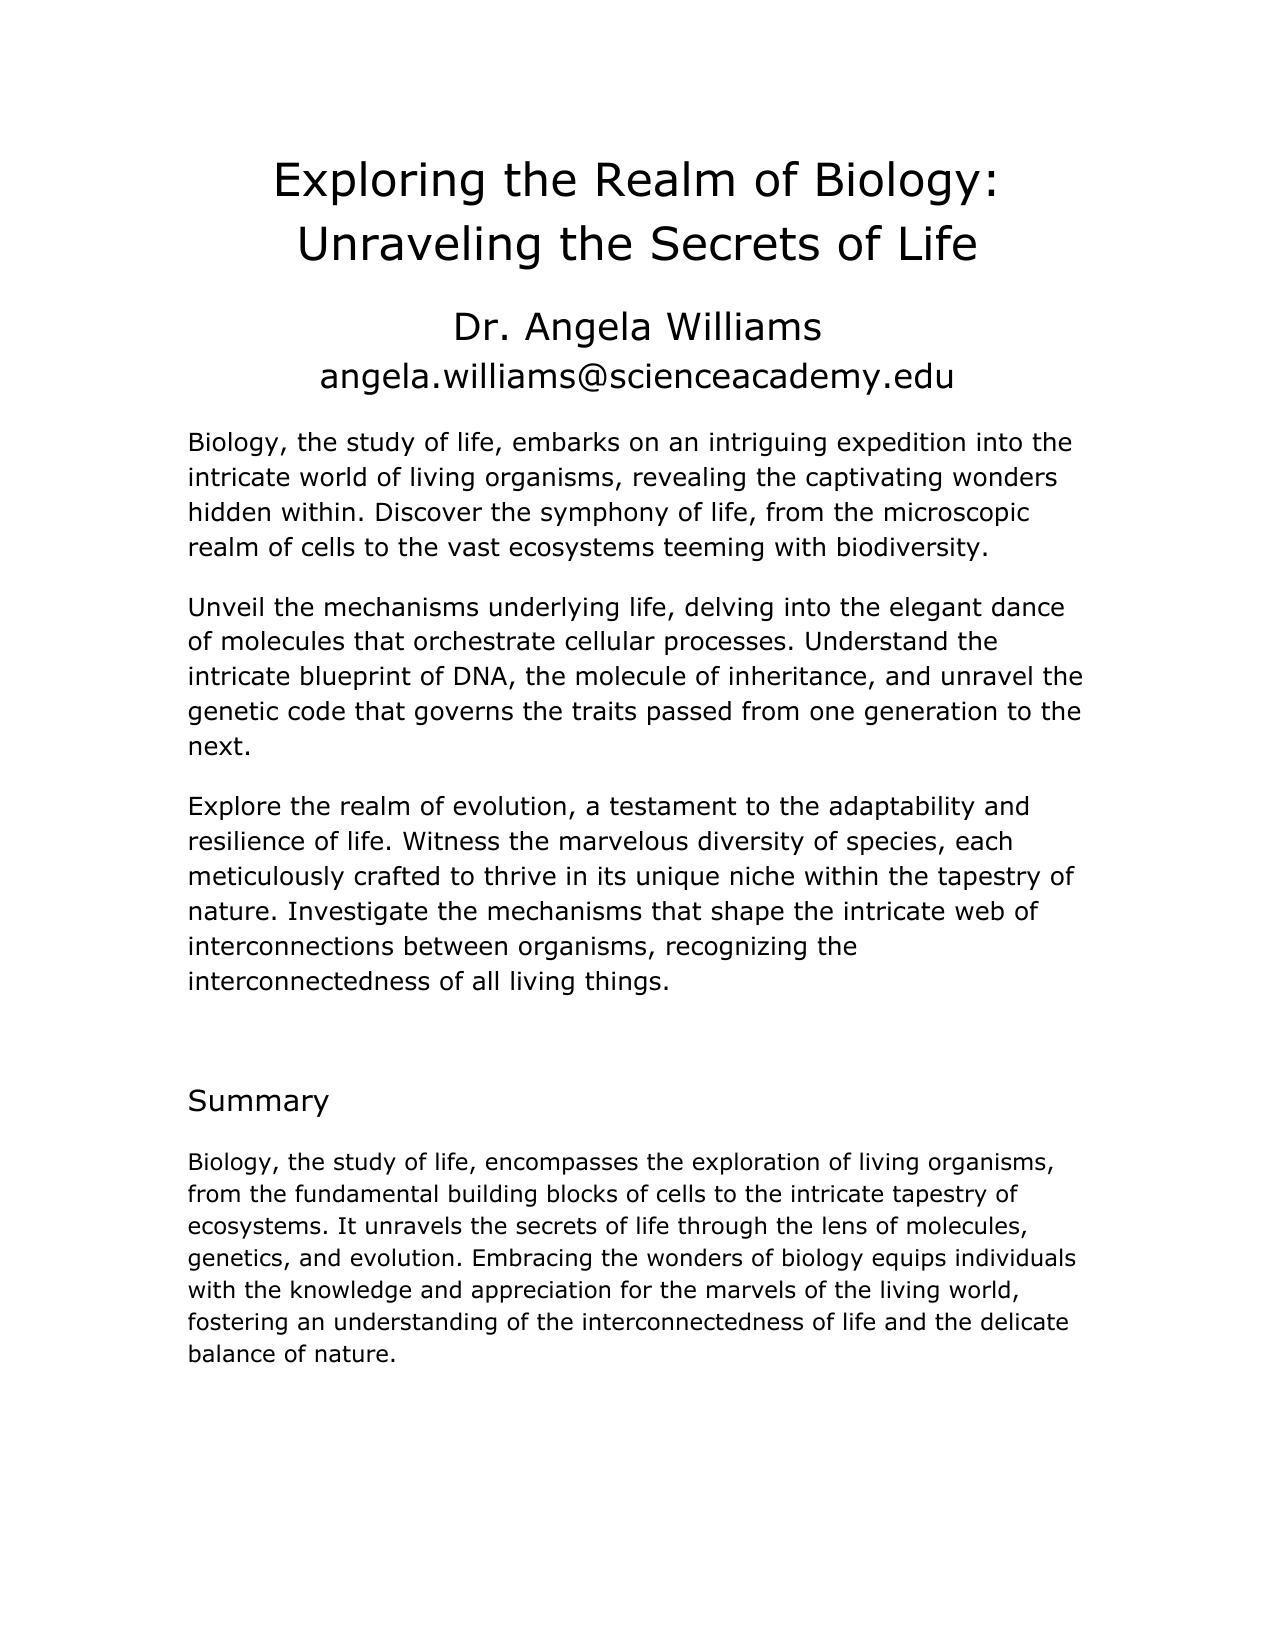 Exploring the Realm of Biology:
Unraveling the Secrets of Life
Dr. Angela Williams
angela.williams@scienceacademy.edu
Biology, the study of life, embarks on an intriguing expedition into the
intricate world of living organisms, revealing the captivating wonders
hidden within. Discover the symphony of life, from the microscopic
realm of cells to the vast ecosystems teeming with biodiversity.
Unveil the mechanisms underlying life, delving into the elegant dance
of molecules that orchestrate cellular processes. Understand the
intricate blueprint of DNA, the molecule of inheritance, and unravel the
genetic code that governs the traits passed from one generation to the
next.
Explore the realm of evolution, a testament to the adaptability and
resilience of life. Witness the marvelous diversity of species, each
meticulously crafted to thrive in its unique niche within the tapestry of
nature. Investigate the mechanisms that shape the intricate web of
interconnections between organisms, recognizing the
interconnectedness of all living things.
Summary
Biology, the study of life, encompasses the exploration of living organisms,
from the fundamental building blocks of cells to the intricate tapestry of
ecosystems. It unravels the secrets of life through the lens of molecules,
genetics, and evolution. Embracing the wonders of biology equips individuals
with the knowledge and appreciation for the marvels of the living world,
fostering an understanding of the interconnectedness of life and the delicate
balance of nature.